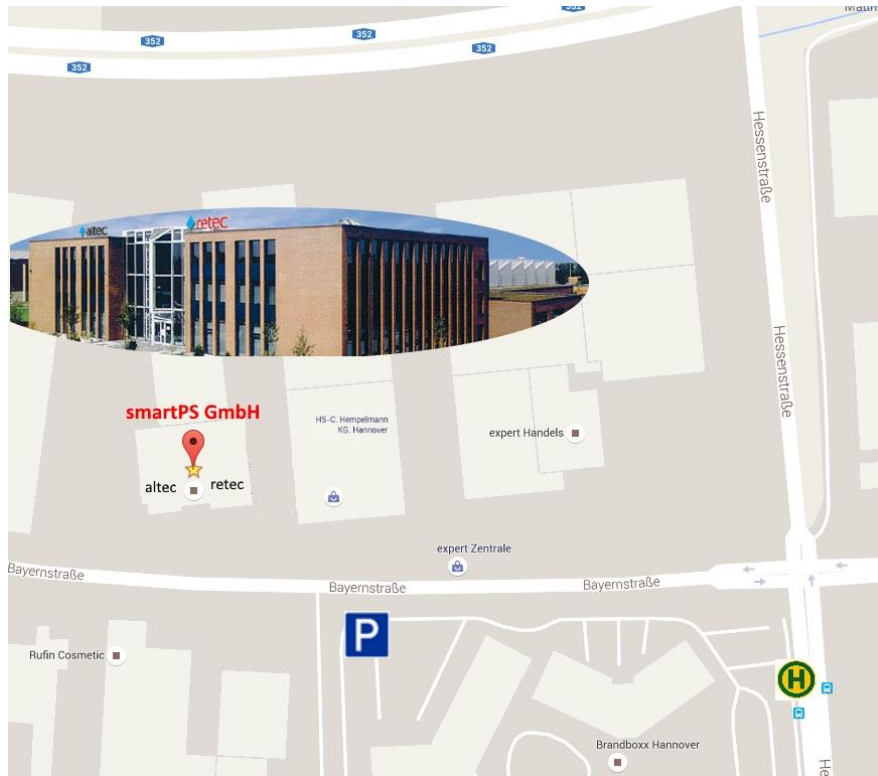 352
352
352
352
Hessenstraße
altec
retec
Hessenstraße
smartPS GmbH
HS-C. Hempelmann
KG. Hannover
expert Handels
altec
retec
expert Zentrale
Bayernstraße
Bayernstraße
Bayernstraße
P
Rufin Cosmetic
H
Brandboxx Hannover